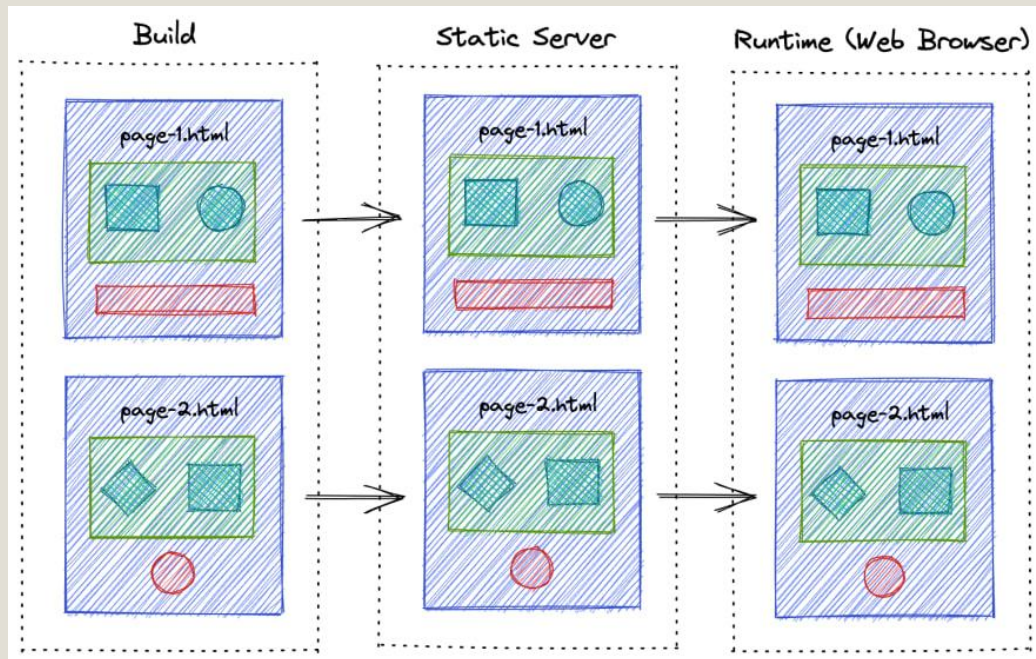 Build
Static Server
Runtime (Web Browser)
page-1.html
page-1.html
page-1.html
page-2.html
page-2.html
page-2.html